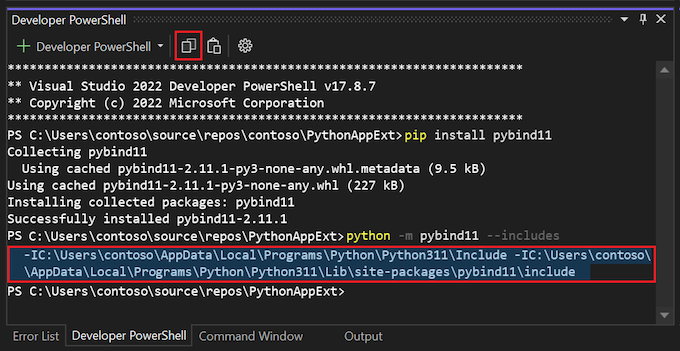 Developer PowerShell
+ Developer PowerShell
**********************************************************************
** Visual Studio 2022 Developer PowerShell v17.8.7
** Copyright (c) 2022 Microsoft Corporation
**********************************************************************
PS C:\Users\contoso\source\repos\contoso\PythonAppExt>pip install pybind11
Collecting pybind11
  Using cached pybind11-2.11.1-py3-none-any.whl.metadata (9.5 kB)
Using cached pybind11-2.11.1-py3-none-any.whl (227 kB)
Installing collected packages: pybind11
Successfully installed pybind11-2.11.1
PS C:\Users\contoso\source\repos\PythonAppExt>python -m pybind11 --includes
-IC:\Users\contoso\AppData\Local\Programs\Python\Python311\Include -IC:\Users\contoso\
\AppData\Local\Programs\Python\Python311\Lib\site-packages\pybind11\include
PS C:\Users\contoso\source\repos\PythonAppExt>
Error List Developer PowerShell Command Window Output